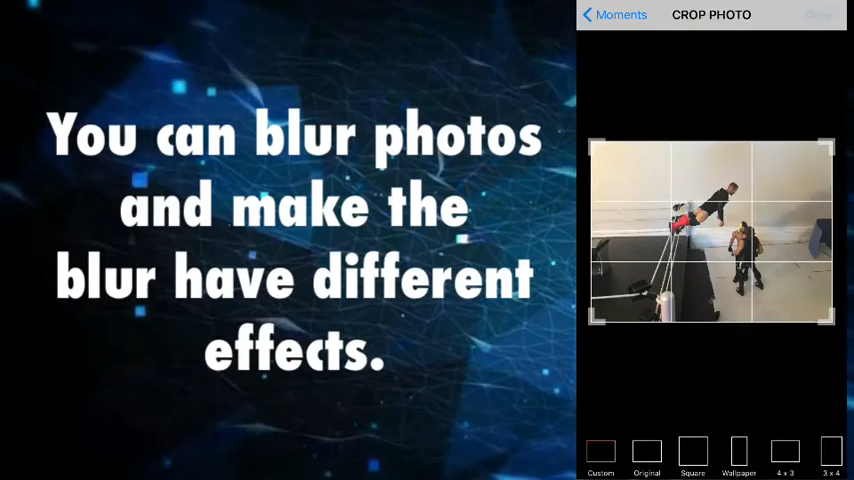 You can blur photos
and make the
blur have different
effects.
Moments
CROP PHOTO
Custom
Original
Square
Wallpaper
4 x 3
3 x 4